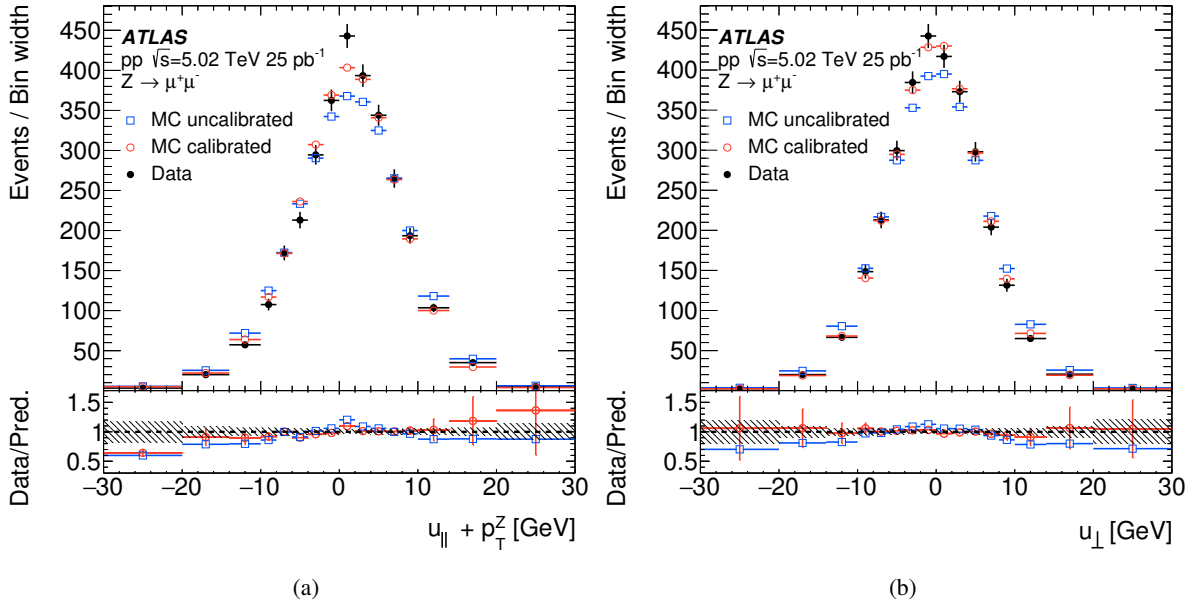 Events / Bin width
450
400
350
300
250
200
150
100
50
ATLAS
pp √s=5.02 TeV 25 pb⁻¹
Z → μ⁺μ⁻
MC uncalibrated
MC calibrated
Data
Data/Pred.
1.5
1
0.5
−30 −20 −10 0 10 20 30
u∥ + p_T^Z [GeV]
(a)
Events / Bin width
450
400
350
300
250
200
150
100
50
ATLAS
pp √s=5.02 TeV 25 pb⁻¹
Z → μ⁺μ⁻
MC uncalibrated
MC calibrated
Data
Data/Pred.
1.5
1
0.5
−30 −20 −10 0 10 20 30
u⊥ [GeV]
(b)